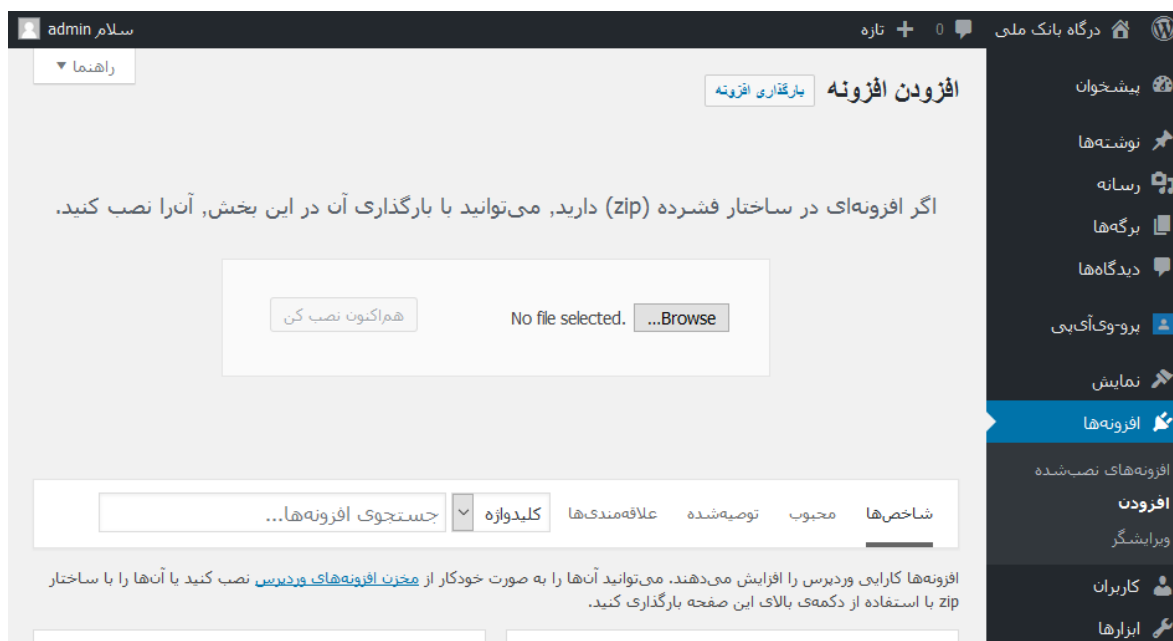 درگاه بانک ملی
0
تازه
سلام admin
راهنما
پیشخوان
نوشته‌ها
رسانه
برگه‌ها
دیدگاه‌ها
پرو-وی‌آی‌پی
نمایش
افزونه‌ها
افزونه‌های نصب‌شده
افزودن
ویرایشگر
کاربران
ابزارها
افزودن افزونه بارگذاری افزونه
اگر افزونه‌ای در ساختار فشرده (zip) دارید, می‌توانید با بارگذاری آن در این بخش, آن‌را نصب کنید.
Browse... No file selected.
هم‌اکنون نصب کن
شاخص‌ها محبوب توصیه‌شده علاقه‌مندی‌ها کلیدواژه جستجوی افزونه‌ها...
افزونه‌ها کارایی وردپرس را افزایش می‌دهند. می‌توانید آن‌ها را به صورت خودکار از مخزن افزونه‌های وردپرس نصب کنید یا آن‌ها را با ساختار
zip با استفاده از دکمه‌ی بالای این صفحه بارگذاری کنید.